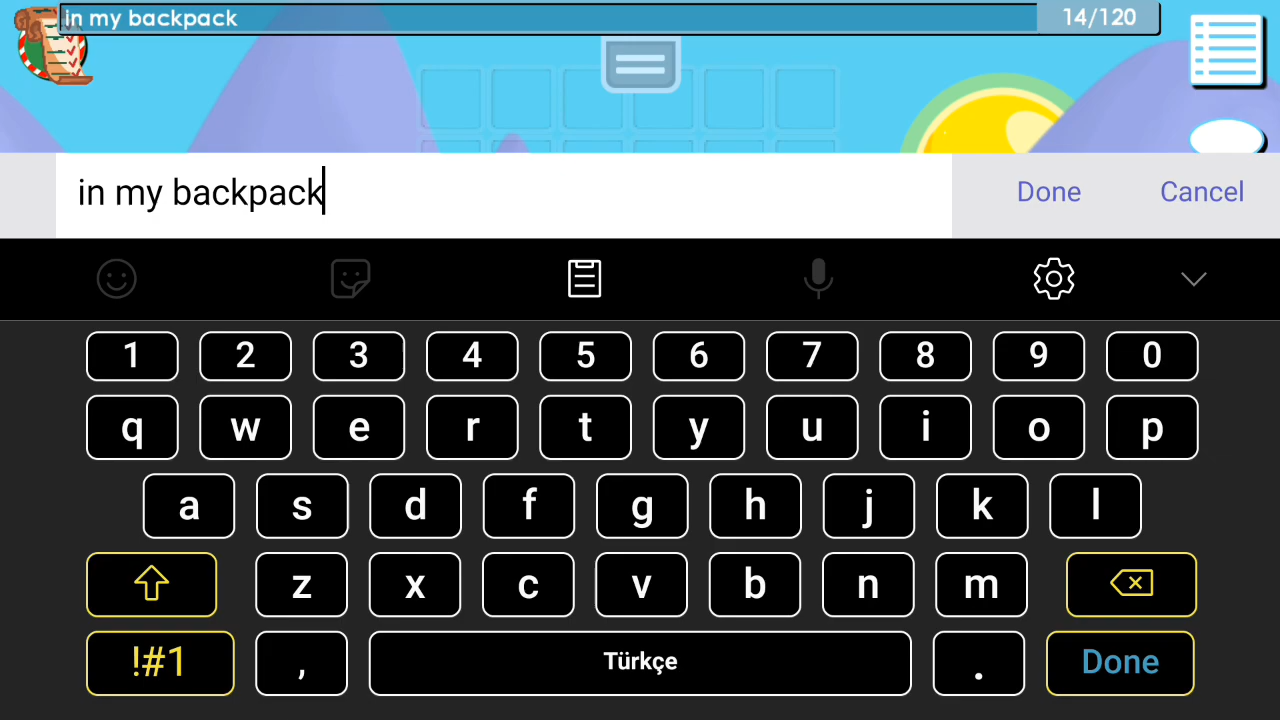 in my backpack 14/120
in my backpack Done Cancel
1 2 3 4 5 6 7 8 9 0
q w e r t y u i o p
a s d f g h j k l
z x c v b n m
!#1 , Türkçe . Done